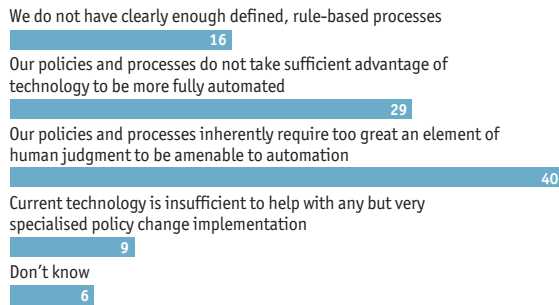 We do not have clearly enough defined, rule-based processes
16
Our policies and processes do not take sufficient advantage of
technology to be more fully automated
29
Our policies and processes inherently require too great an element of
human judgment to be amenable to automation
40
Current technology is insufficient to help with any but very
specialised policy change implementation
9
Don't know
6